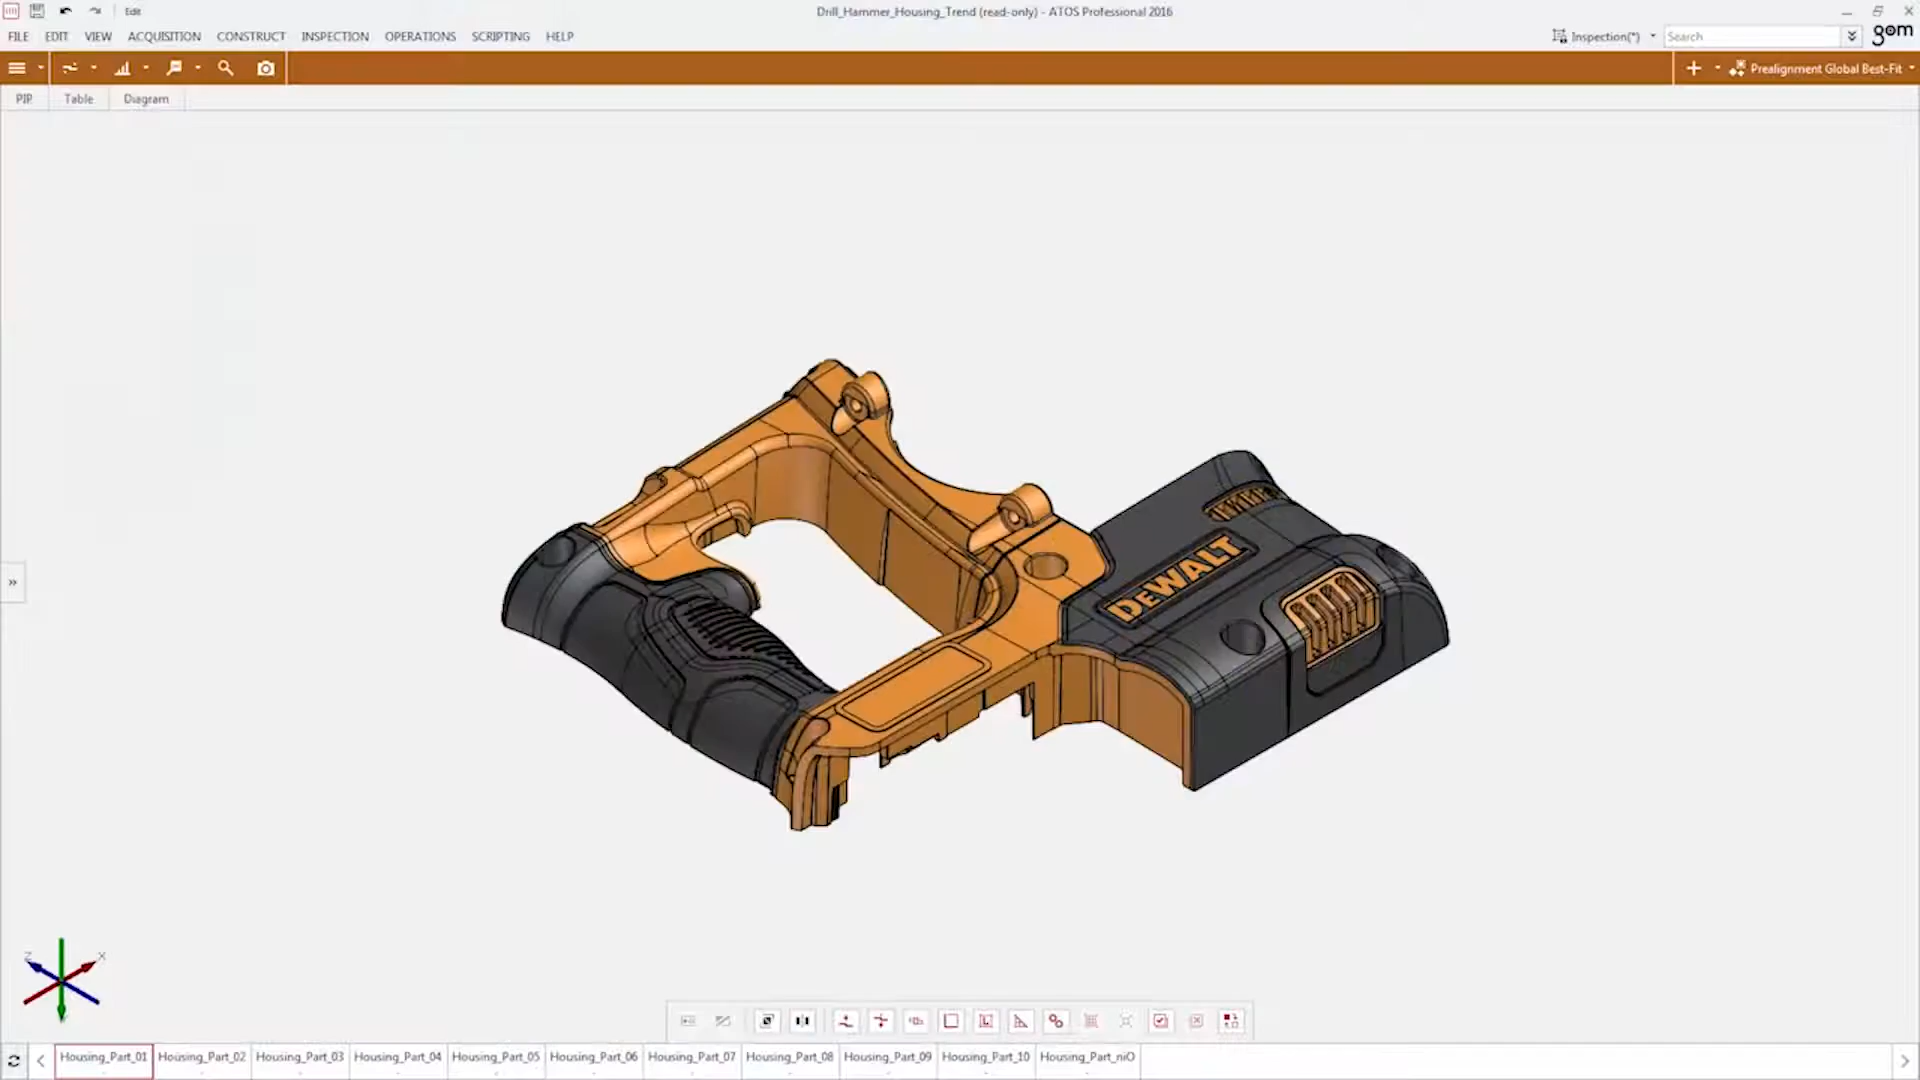 Edit
Drill_Hammer_Housing_Trend (read-only) - ATOS Professional 2016
FILE EDIT VIEW ACQUISITION CONSTRUCT INSPECTION OPERATIONS SCRIPTING HELP
Inspection(*)
Search
gom
Prealignment Global Best-Fit
PIP Table Diagram
DEWALT
Z X
Housing_Part_01 Housing_Part_02 Housing_Part_03 Housing_Part_04 Housing_Part_05 Housing_Part_06 Housing_Part_07 Housing_Part_08 Housing_Part_09 Housing_Part_10 Housing_Part_niO